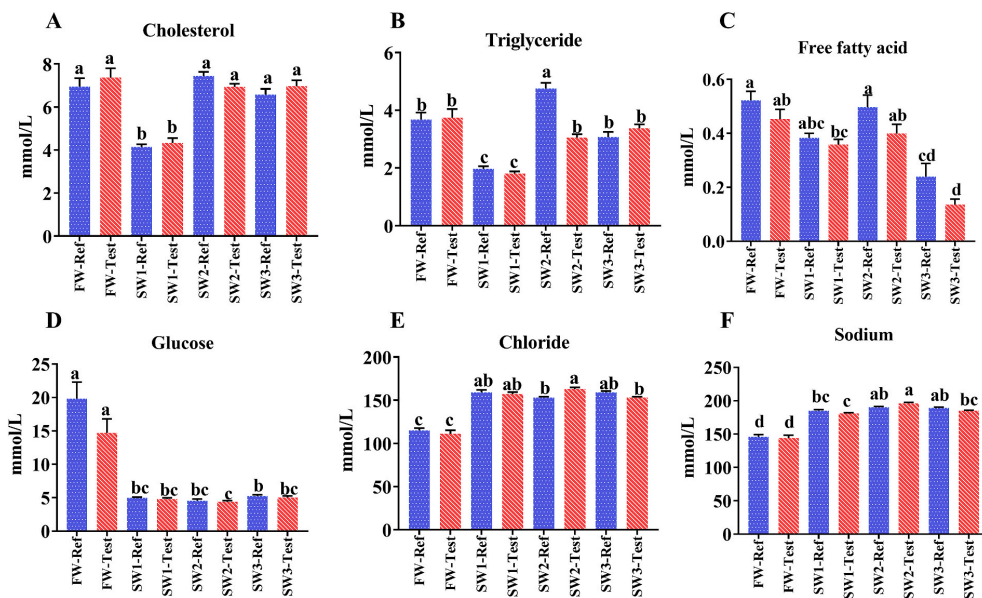 A
Cholesterol
mmol/L
8
6
4
2
0
a
a
b
b
a
a
a
a
FW-Ref
FW-Test
SW1-Ref
SW1-Test
SW2-Ref
SW2-Test
SW3-Ref
SW3-Test
B
Triglyceride
mmol/L
6
4
2
0
b
b
c
c
a
b
b
b
FW-Ref
FW-Test
SW1-Ref
SW1-Test
SW2-Ref
SW2-Test
SW3-Ref
SW3-Test
C
Free fatty acid
mmol/L
0.6
0.4
0.2
0.0
a
ab
abc
bc
a
ab
cd
d
FW-Ref
FW-Test
SW1-Ref
SW1-Test
SW2-Ref
SW2-Test
SW3-Ref
SW3-Test
D
Glucose
mmol/L
25
20
15
10
5
0
a
a
bc
bc
bc
c
b
bc
FW-Ref
FW-Test
SW1-Ref
SW1-Test
SW2-Ref
SW2-Test
SW3-Ref
SW3-Test
E
Chloride
mmol/L
200
150
100
50
0
c
c
ab
ab
b
a
ab
b
FW-Ref
FW-Test
SW1-Ref
SW1-Test
SW2-Ref
SW2-Test
SW3-Ref
SW3-Test
F
Sodium
mmol/L
250
200
150
100
50
0
d
d
bc
c
ab
a
ab
bc
FW-Ref
FW-Test
SW1-Ref
SW1-Test
SW2-Ref
SW2-Test
SW3-Ref
SW3-Test